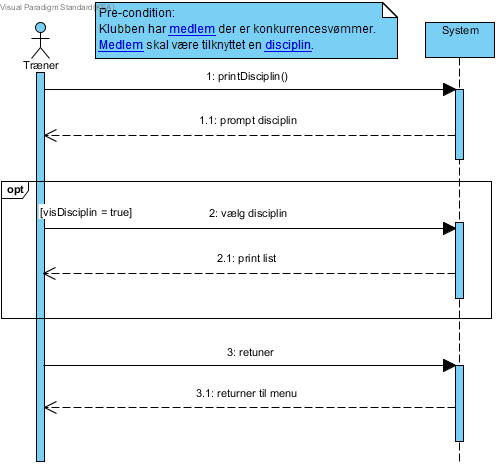 Visual Paradigm Standard
Pre-condition:
Klubben har medlem der er konkurrencesvømmer.
Medlem skal være tilknyttet en disciplin.
Træner
System
1: printDisciplin()
1.1: prompt disciplin
opt
[visDisciplin = true]
2: vælg disciplin
2.1: print list
3: retuner
3.1: returner til menu